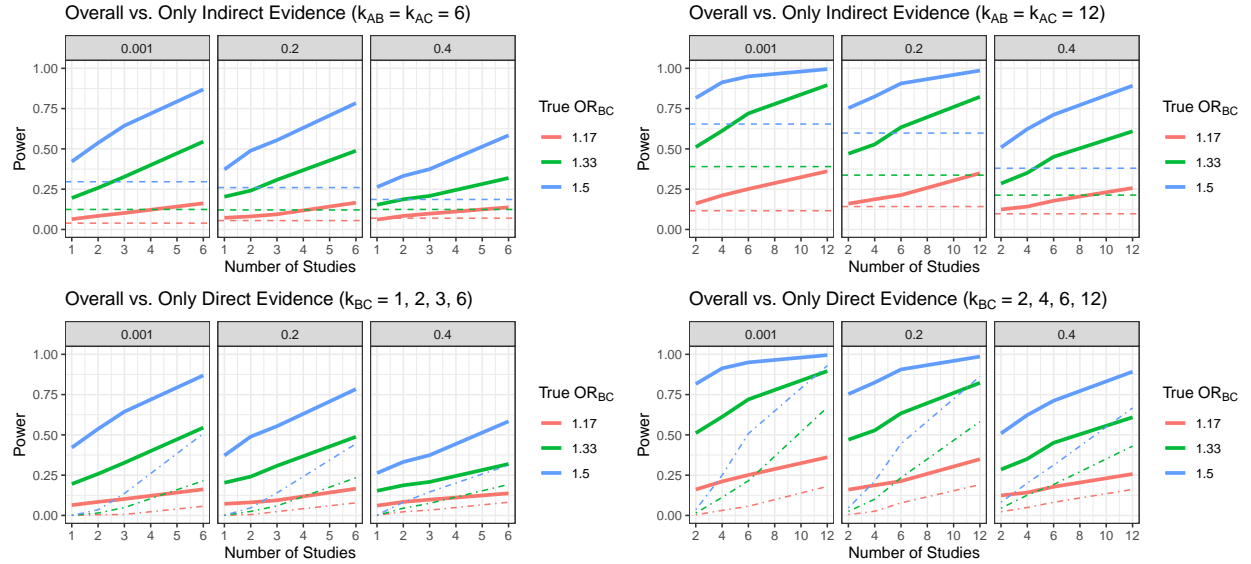 Overall vs. Only Indirect Evidence (kAB = kAC = 6)
0.001 0.2 0.4
1.00
0.75
0.50
0.25
0.00
Power
1 2 3 4 5 6 1 2 3 4 5 6 1 2 3 4 5 6
Number of Studies
True ORBC
1.17
1.33
1.5
Overall vs. Only Indirect Evidence (kAB = kAC = 12)
0.001 0.2 0.4
1.00
0.75
0.50
0.25
0.00
Power
2 4 6 8 10 12 2 4 6 8 10 12 2 4 6 8 10 12
Number of Studies
True ORBC
1.17
1.33
1.5
Overall vs. Only Direct Evidence (kBC = 1, 2, 3, 6)
0.001 0.2 0.4
1.00
0.75
0.50
0.25
0.00
Power
1 2 3 4 5 6 1 2 3 4 5 6 1 2 3 4 5 6
Number of Studies
True ORBC
1.17
1.33
1.5
Overall vs. Only Direct Evidence (kBC = 2, 4, 6, 12)
0.001 0.2 0.4
1.00
0.75
0.50
0.25
0.00
Power
2 4 6 8 10 12 2 4 6 8 10 12 2 4 6 8 10 12
Number of Studies
True ORBC
1.17
1.33
1.5